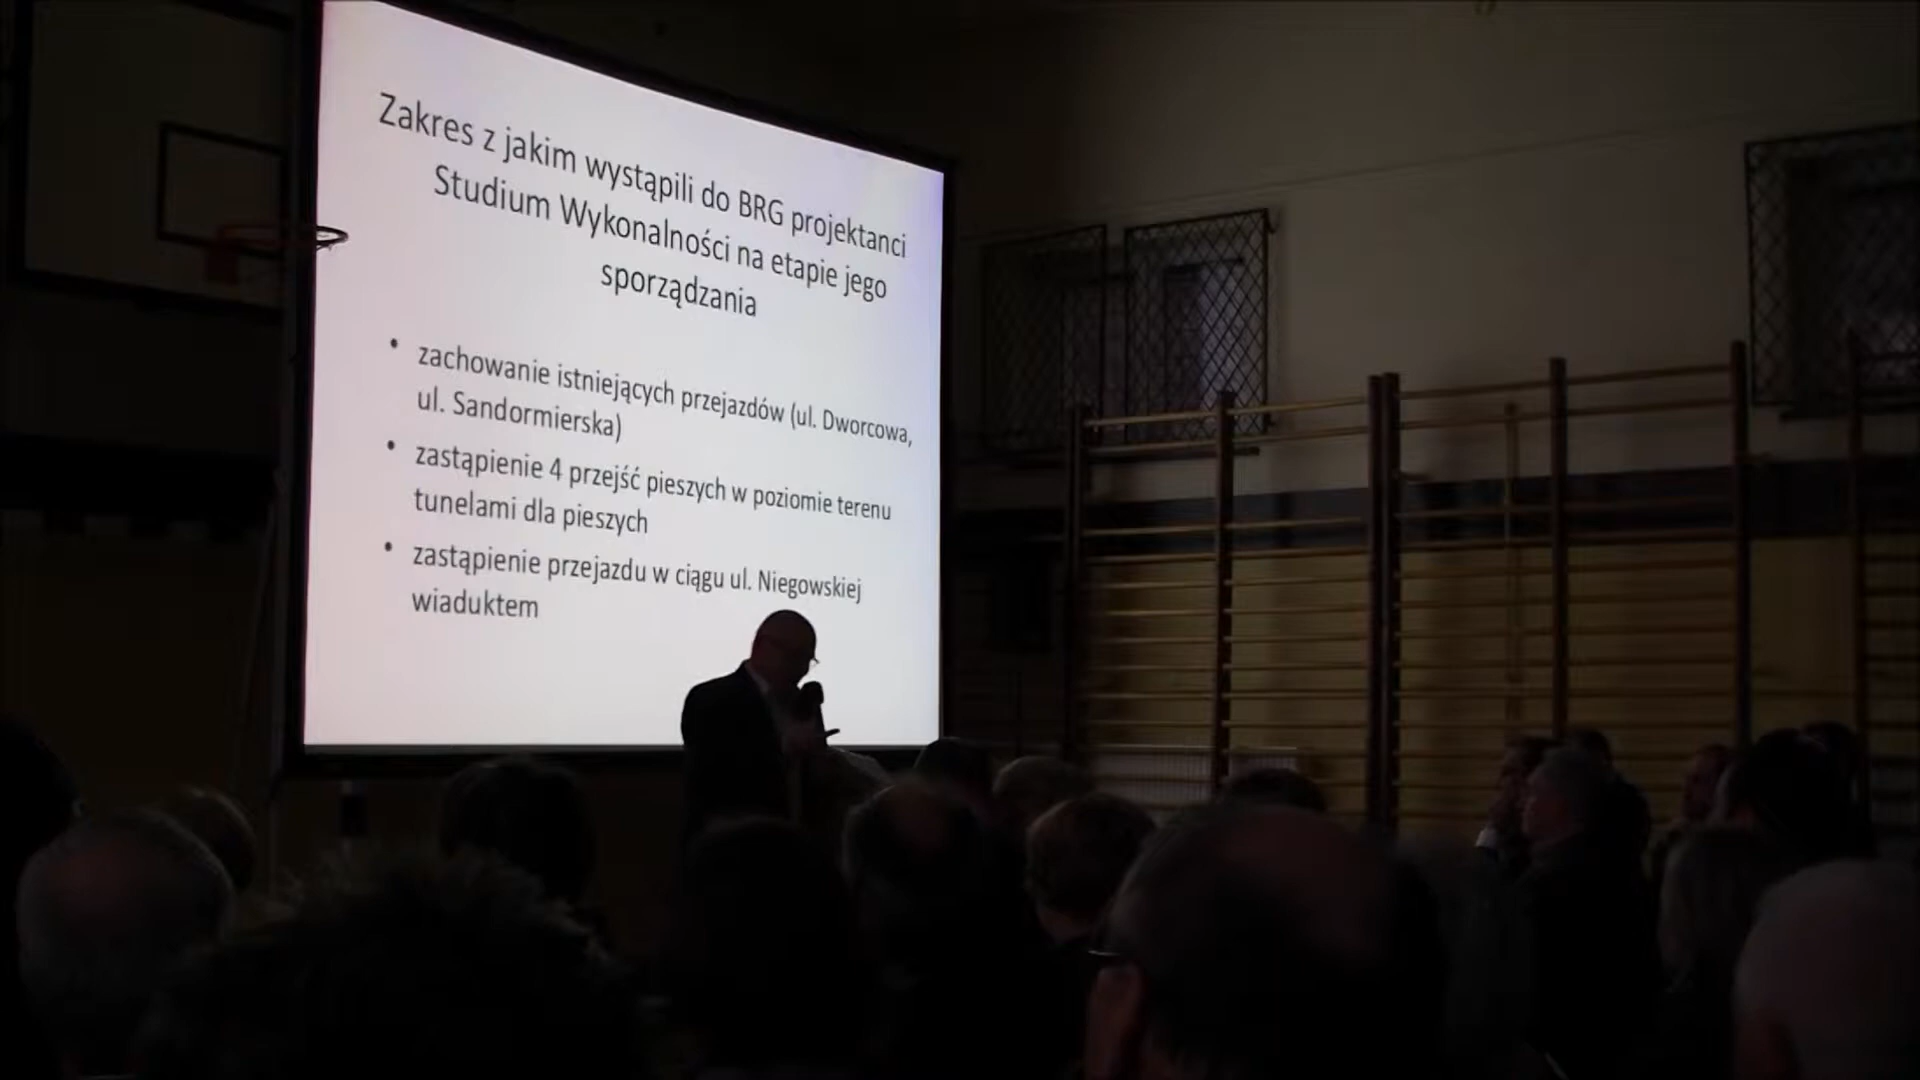 Zakres z jakim wystąpili do BRG projektanci
Studium Wykonalności na etapie jego
sporządzania
• zachowanie istniejących przejazdów (ul. Dworcowa,
ul. Sandormierska)
• zastąpienie 4 przejść pieszych w poziomie terenu
tunelami dla pieszych
• zastąpienie przejazdu w ciągu ul. Niegowskiej
wiaduktem